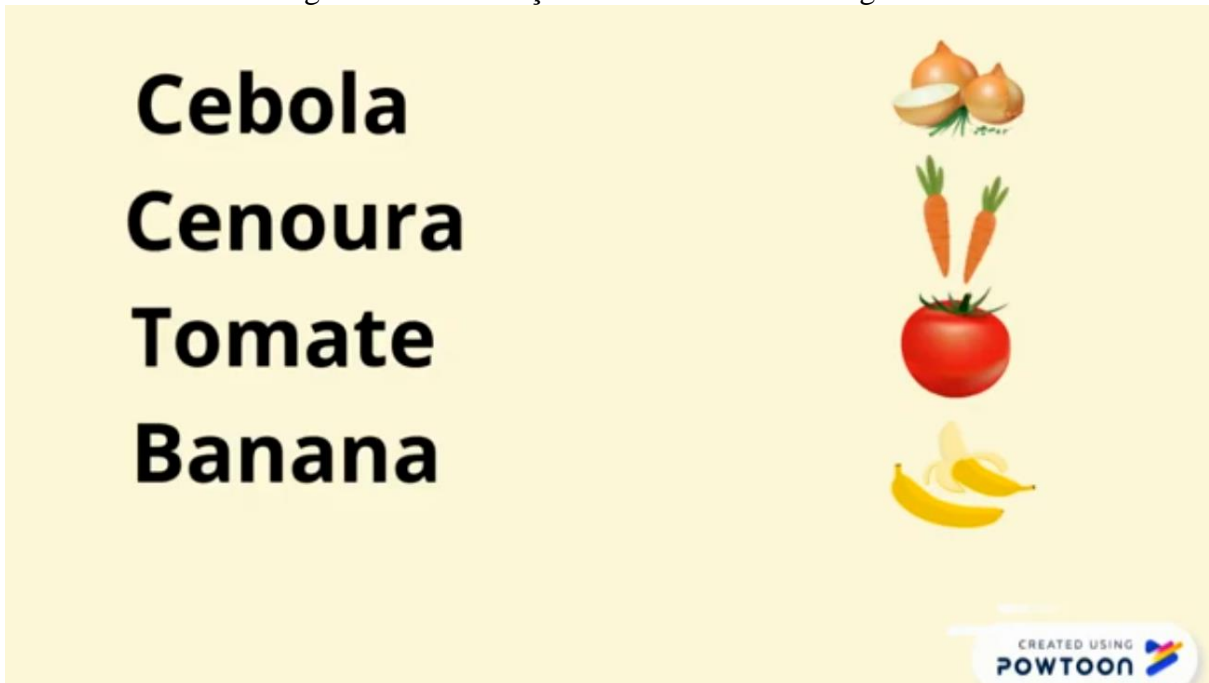 Cebola
Cenoura
Tomate
Banana
CREATED USING
POWTOON